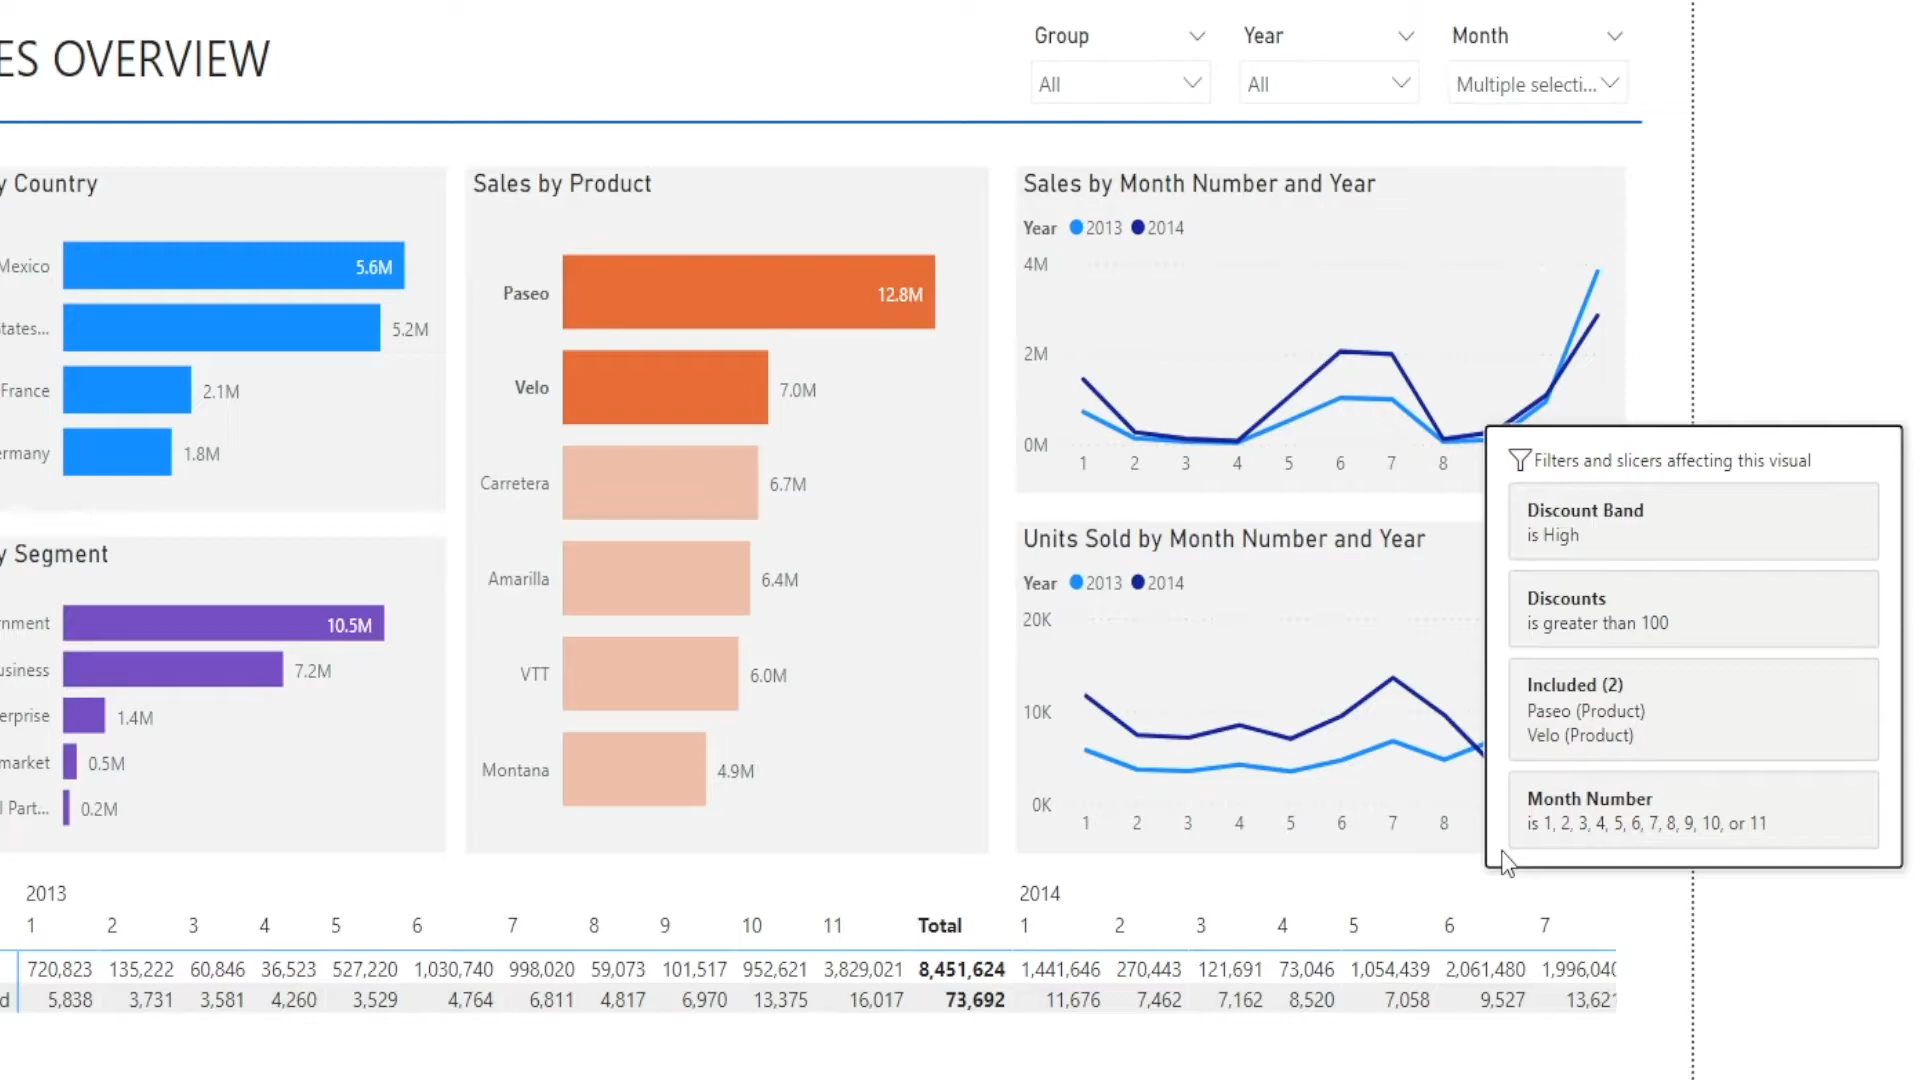 ES OVERVIEW
Group
Year
Month
All
All
Multiple selecti...
y Country
Mexico
5.6M
tates...
5.2M
France
2.1M
ermany
1.8M
y Segment
rnment
10.5M
usiness
7.2M
erprise
1.4M
market
0.5M
l Part...
0.2M
Sales by Product
Paseo
12.8M
Velo
7.0M
Carretera
6.7M
Amarilla
6.4M
VTT
6.0M
Montana
4.9M
Sales by Month Number and Year
Year 2013 2014
4M
2M
0M
1 2 3 4 5 6 7 8
Units Sold by Month Number and Year
Year 2013 2014
20K
10K
0K
1 2 3 4 5 6 7 8
Filters and slicers affecting this visual
Discount Band
is High
Discounts
is greater than 100
Included (2)
Paseo (Product)
Velo (Product)
Month Number
is 1, 2, 3, 4, 5, 6, 7, 8, 9, 10, or 11
2013 2014
1 2 3 4 5 6 7 8 9 10 11 Total 1 2 3 4 5 6 7
720,823 135,222 60,846 36,523 527,220 1,030,740 998,020 59,073 101,517 952,621 3,829,021 8,451,624 1,441,646 270,443 121,691 73,046 1,054,439 2,061,480 1,996,040
d 5,838 3,731 3,581 4,260 3,529 4,764 6,811 4,817 6,970 13,375 16,017 73,692 11,676 7,462 7,162 8,520 7,058 9,527 13,62